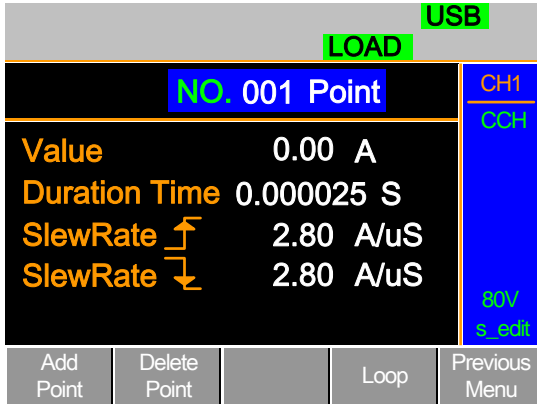 USB
LOAD
NO. 001 Point
CH1
CCH
Value 0.00 A
Duration Time 0.000025 S
SlewRate 2.80 A/uS
SlewRate 2.80 A/uS
80V
s_edit
Add Point
Delete Point
Loop
Previous Menu